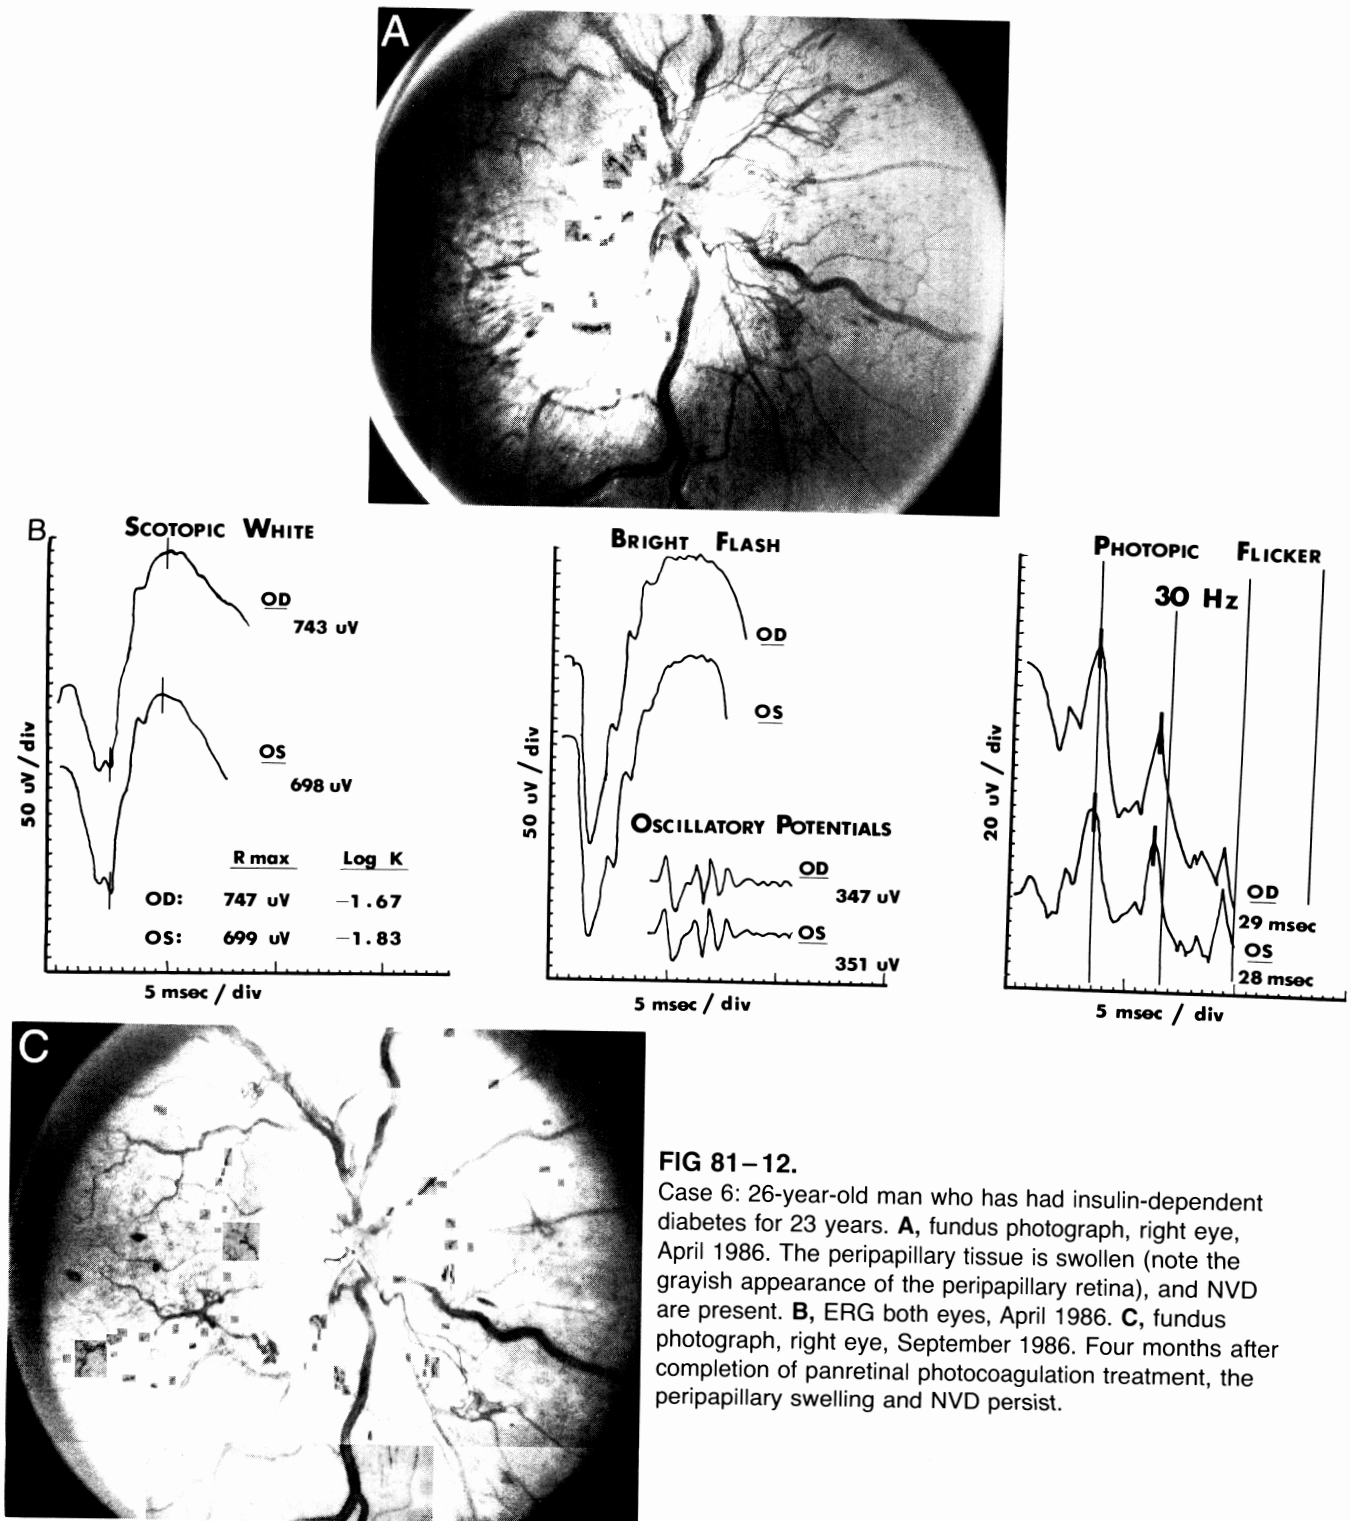 A
B
SCOTOPIC WHITE
OD
743 uV
OS
698 uV
50 uV / div
R max Log K
OD: 747 uV −1.67
OS: 699 uV −1.83
5 msec / div
BRIGHT FLASH
OD
OS
50 uV / div
OSCILLATORY POTENTIALS
OD
347 uV
OS
351 uV
5 msec / div
PHOTOPIC FLICKER
30 Hz
20 uV / div
OD
29 msec
OS
28 msec
5 msec / div
C
FIG 81–12.
Case 6: 26-year-old man who has had insulin-dependent
diabetes for 23 years. A, fundus photograph, right eye,
April 1986. The peripapillary tissue is swollen (note the
grayish appearance of the peripapillary retina), and NVD
are present. B, ERG both eyes, April 1986. C, fundus
photograph, right eye, September 1986. Four months after
completion of panretinal photocoagulation treatment, the
peripapillary swelling and NVD persist.